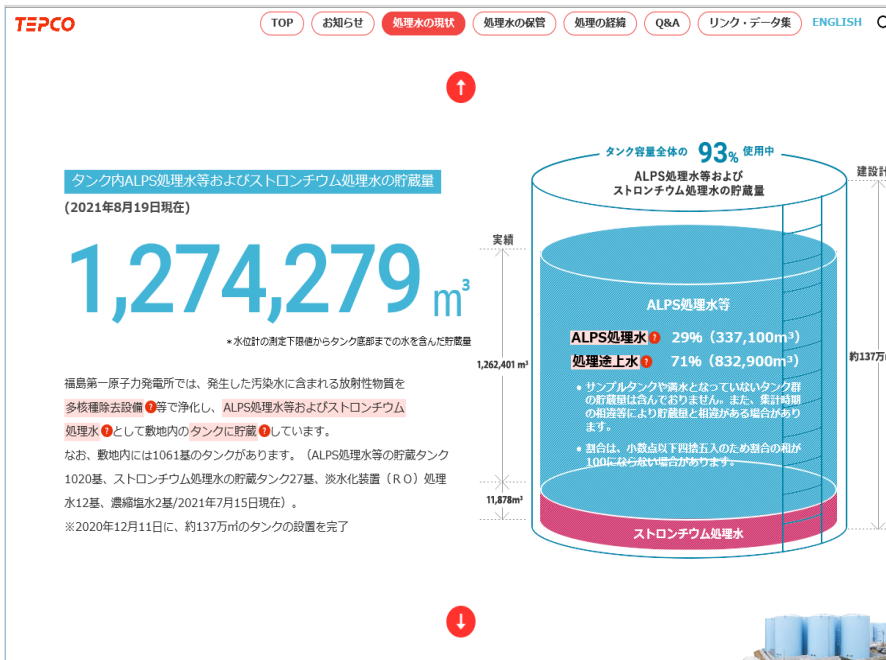 TEPCO
TOP
お知らせ
処理水の現状
処理水の保管
処理の経緯
Q&A
リンク・データ集
ENGLISH
タンク内ALPS処理水等およびストロンチウム処理水の貯蔵量
(2021年8月19日現在)
1,274,279 m³
*水位計の測定下限値からタンク底部までの水を含んだ貯蔵量
福島第一原子力発電所では、発生した汚染水に含まれる放射性物質を
多核種除去設備?等で浄化し、ALPS処理水等およびストロンチウム
処理水?として敷地内のタンクに貯蔵?しています。
なお、敷地内には1061基のタンクがあります。（ALPS処理水等の貯蔵タンク
1020基、ストロンチウム処理水の貯蔵タンク27基、淡水化装置（ＲＯ）処理
水12基、濃縮塩水2基/2021年7月15日現在）。
※2020年12月11日に、約137万㎥のタンクの設置を完了
タンク容量全体の 93% 使用中
ALPS処理水等および
ストロンチウム処理水の貯蔵量
建設計
実績
1,262,401 m³
11,878m³
約137万
ALPS処理水等
ALPS処理水? 29%（337,100m³）
処理途上水? 71%（832,900m³）
• サンプルタンクや満水となっていないタンク群
の貯蔵量は含んでおりません。また、集計時期
の相違等により貯蔵量と相違がある場合があり
ます。
• 割合は、小数点以下四捨五入のため割合の和が
100にならない場合があります。
ストロンチウム処理水